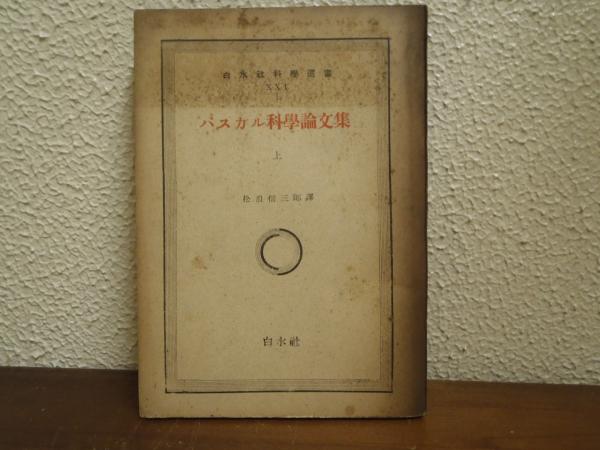 白水社科學選書
XXI
パスカル科學論文集
上
松浪信三郎譯
白水社